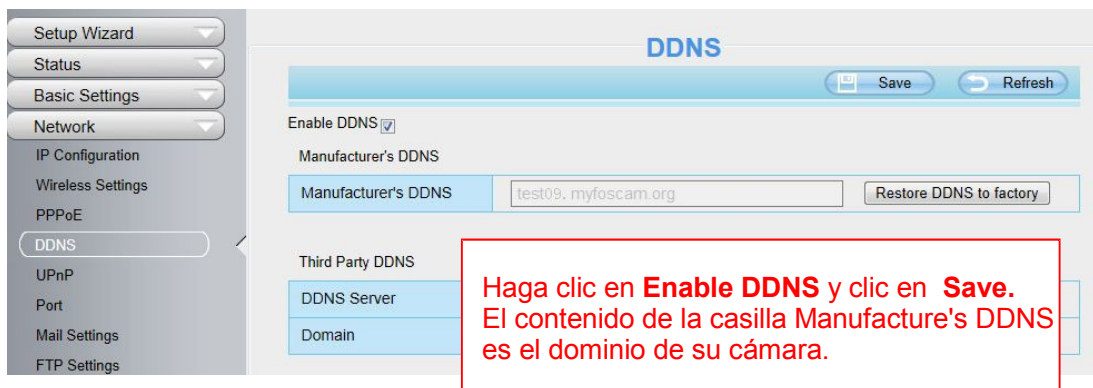 Setup Wizard
Status
Basic Settings
Network
IP Configuration
Wireless Settings
PPPoE
DDNS
UPnP
Port
Mail Settings
FTP Settings
DDNS
Save Refresh
Enable DDNS
Manufacturer's DDNS
Manufacturer's DDNS test09. myfoscam.org Restore DDNS to factory
Third Party DDNS
DDNS Server
Domain
Haga clic en Enable DDNS y clic en Save.
El contenido de la casilla Manufacture's DDNS
es el dominio de su cámara.